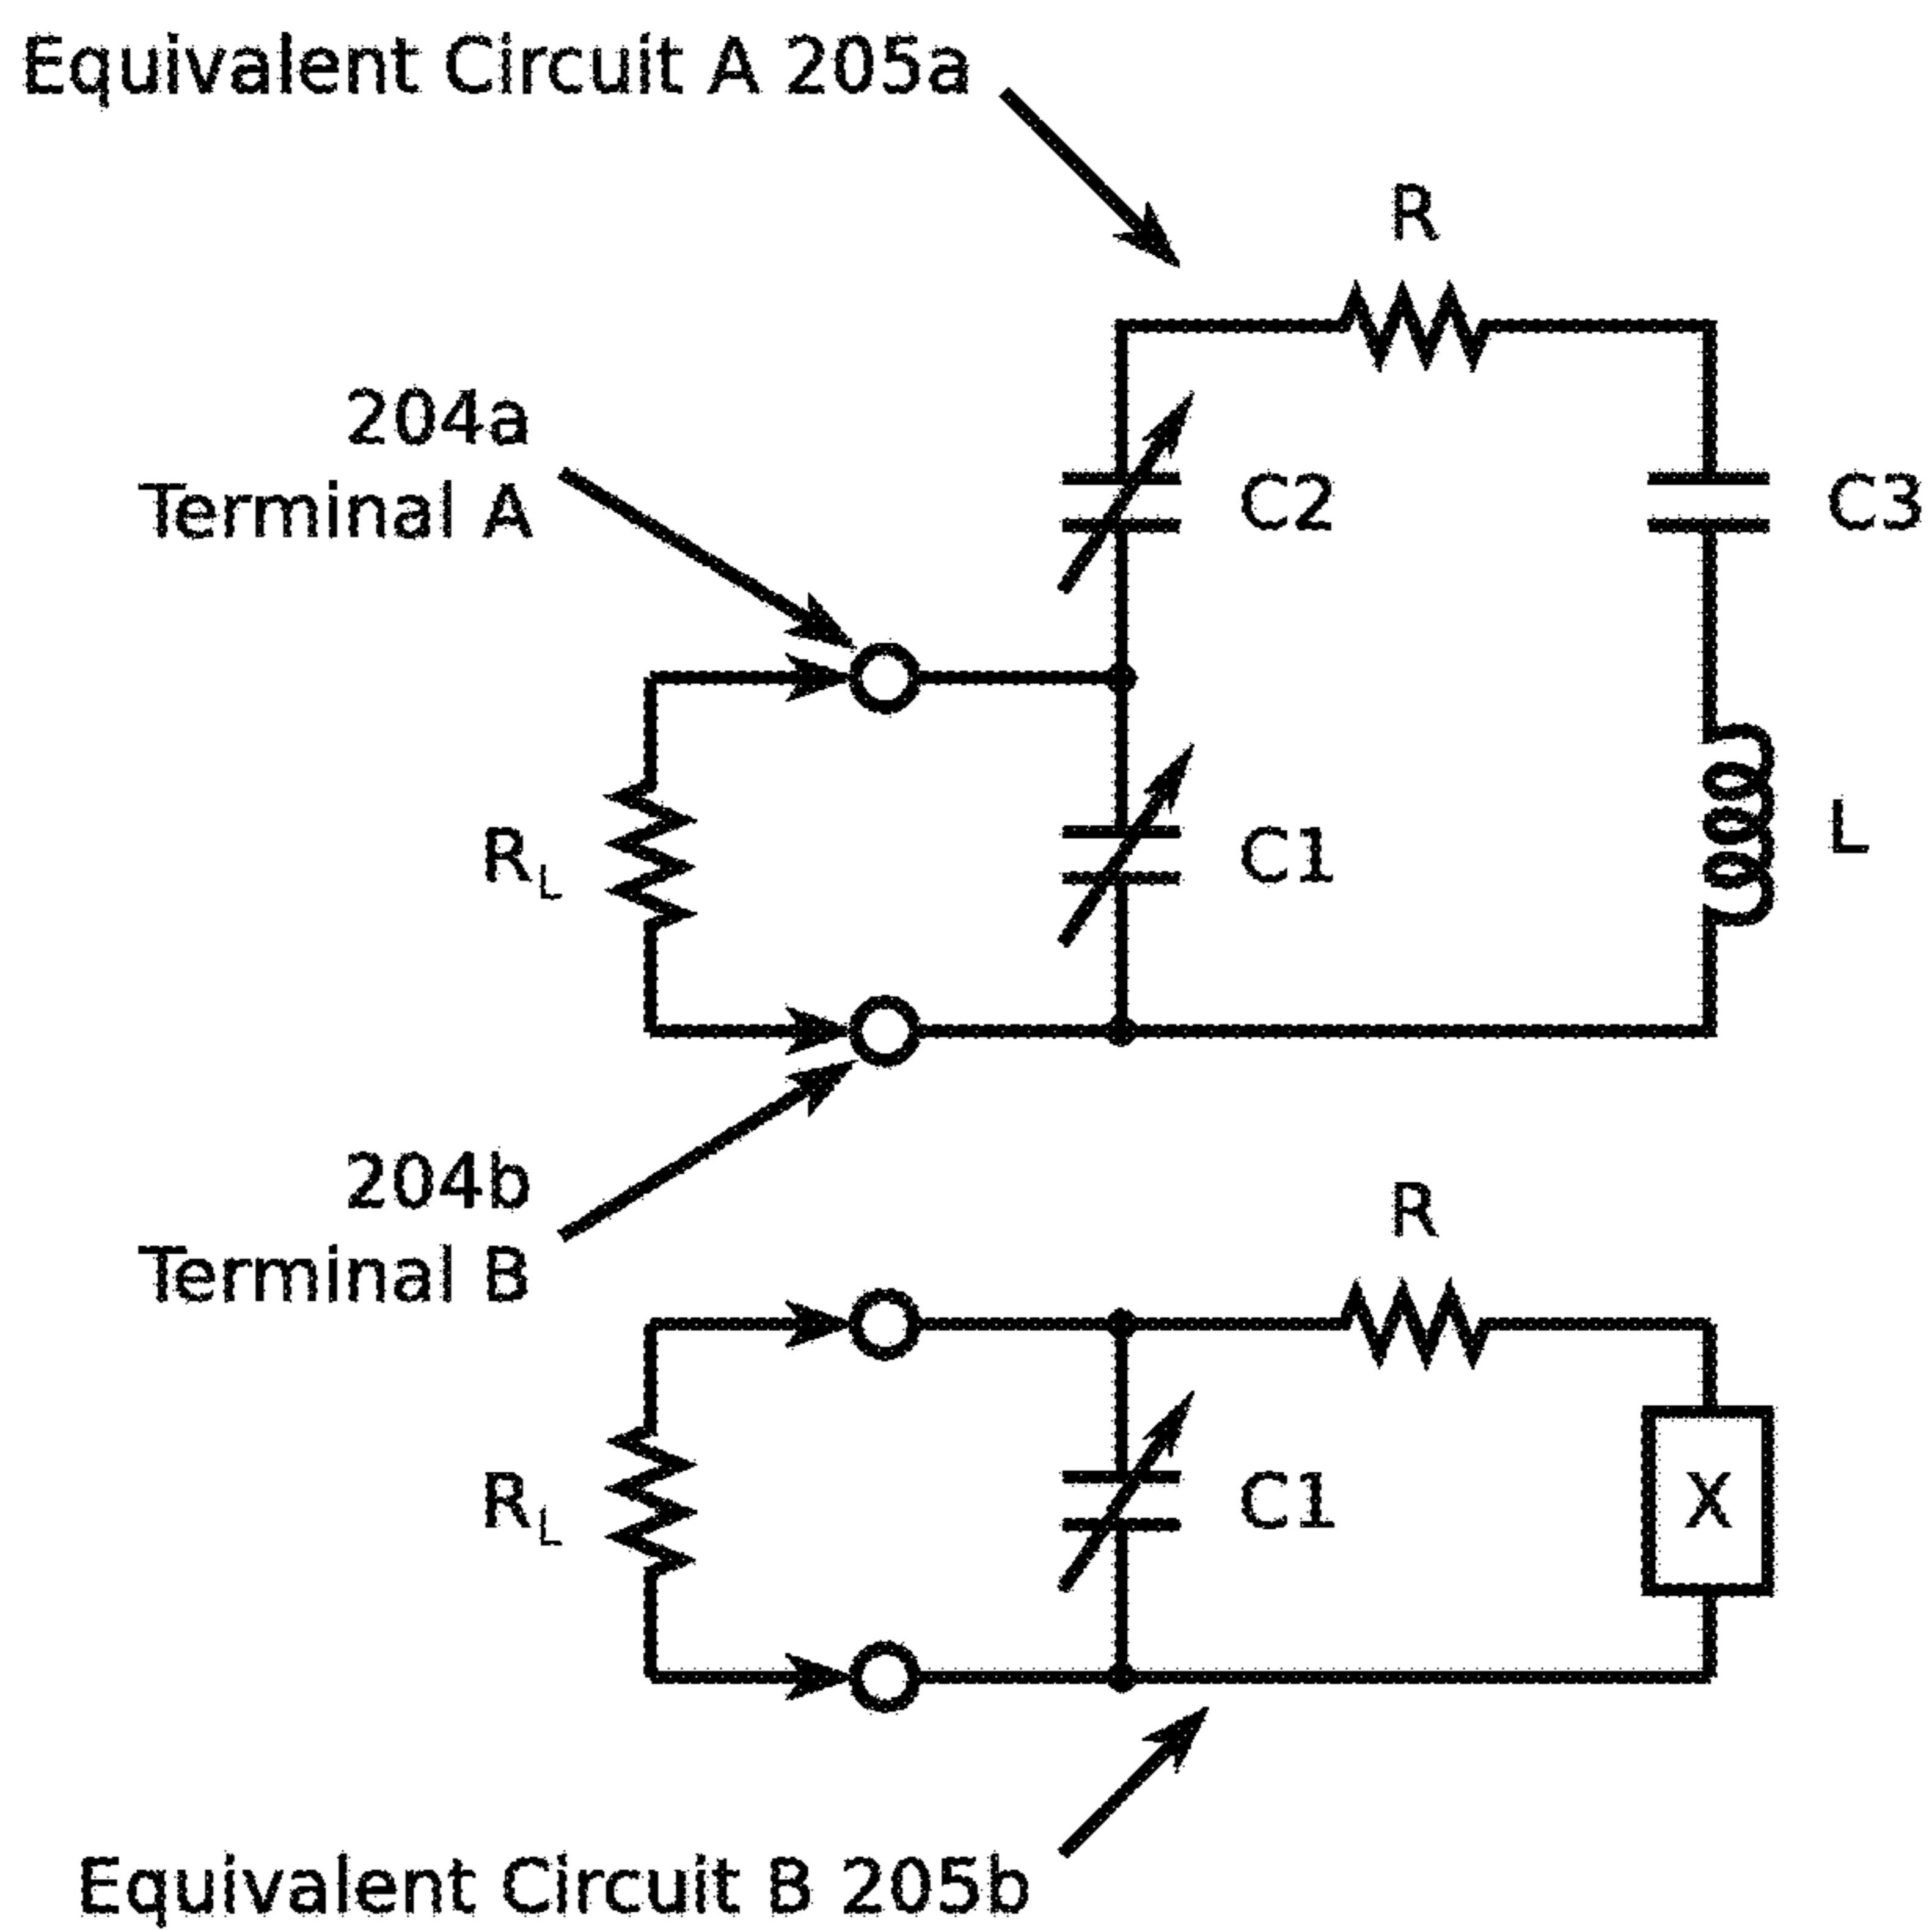 Equivalent Circuit A 205a
R
204a
Terminal A
C2
C3
RL
C1
L
204b
Terminal B
R
RL
C1
X
Equivalent Circuit B 205b